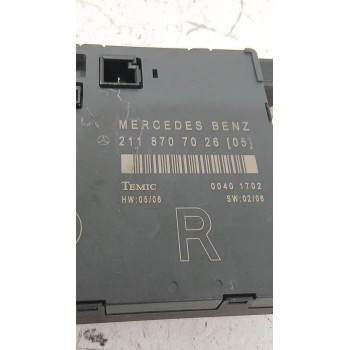 MERCEDES BENZ
211 870 70 26 [05]
TEMIC 0040 1702
HW:05/06 SW:02/06
R